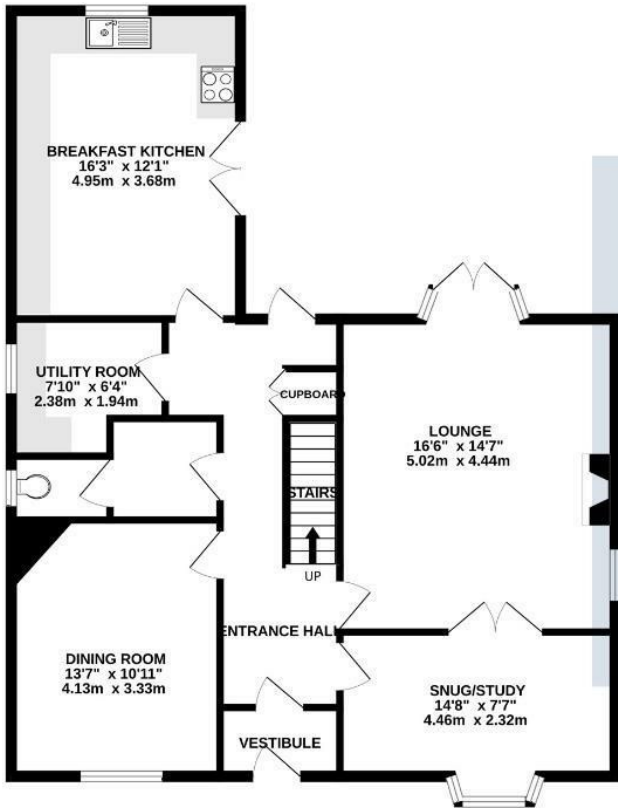 BREAKFAST KITCHEN
16'3" x 12'1"
4.95m x 3.68m
UTILITY ROOM
7'10" x 6'4"
2.38m x 1.94m
CUPBOARD
LOUNGE
16'6" x 14'7"
5.02m x 4.44m
STAIRS
UP
ENTRANCE HALL
DINING ROOM
13'7" x 10'11"
4.13m x 3.33m
SNUG/STUDY
14'8" x 7'7"
4.46m x 2.32m
VESTIBULE